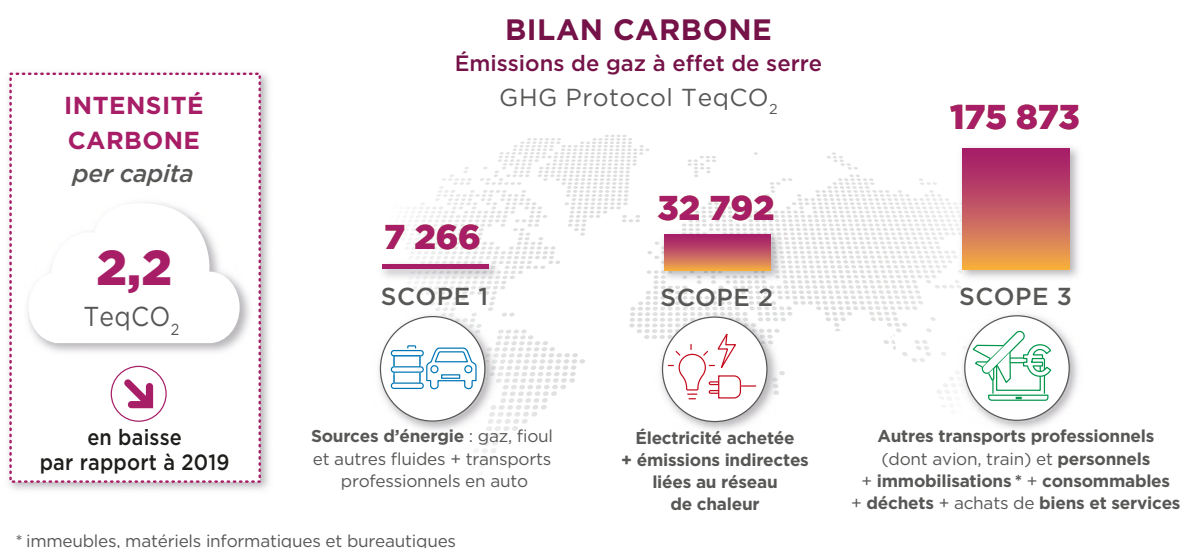 BILAN CARBONE
Émissions de gaz à effet de serre
GHG Protocol TeqCO₂
INTENSITÉ
CARBONE
per capita
2,2
TeqCO₂
en baisse
par rapport à 2019
7 266
SCOPE 1
Sources d’énergie : gaz, fioul
et autres fluides + transports
professionnels en auto
32 792
SCOPE 2
Électricité achetée
+ émissions indirectes
liées au réseau
de chaleur
175 873
SCOPE 3
Autres transports professionnels
(dont avion, train) et personnels
+ immobilisations * + consommables
+ déchets + achats de biens et services
* immeubles, matériels informatiques et bureautiques